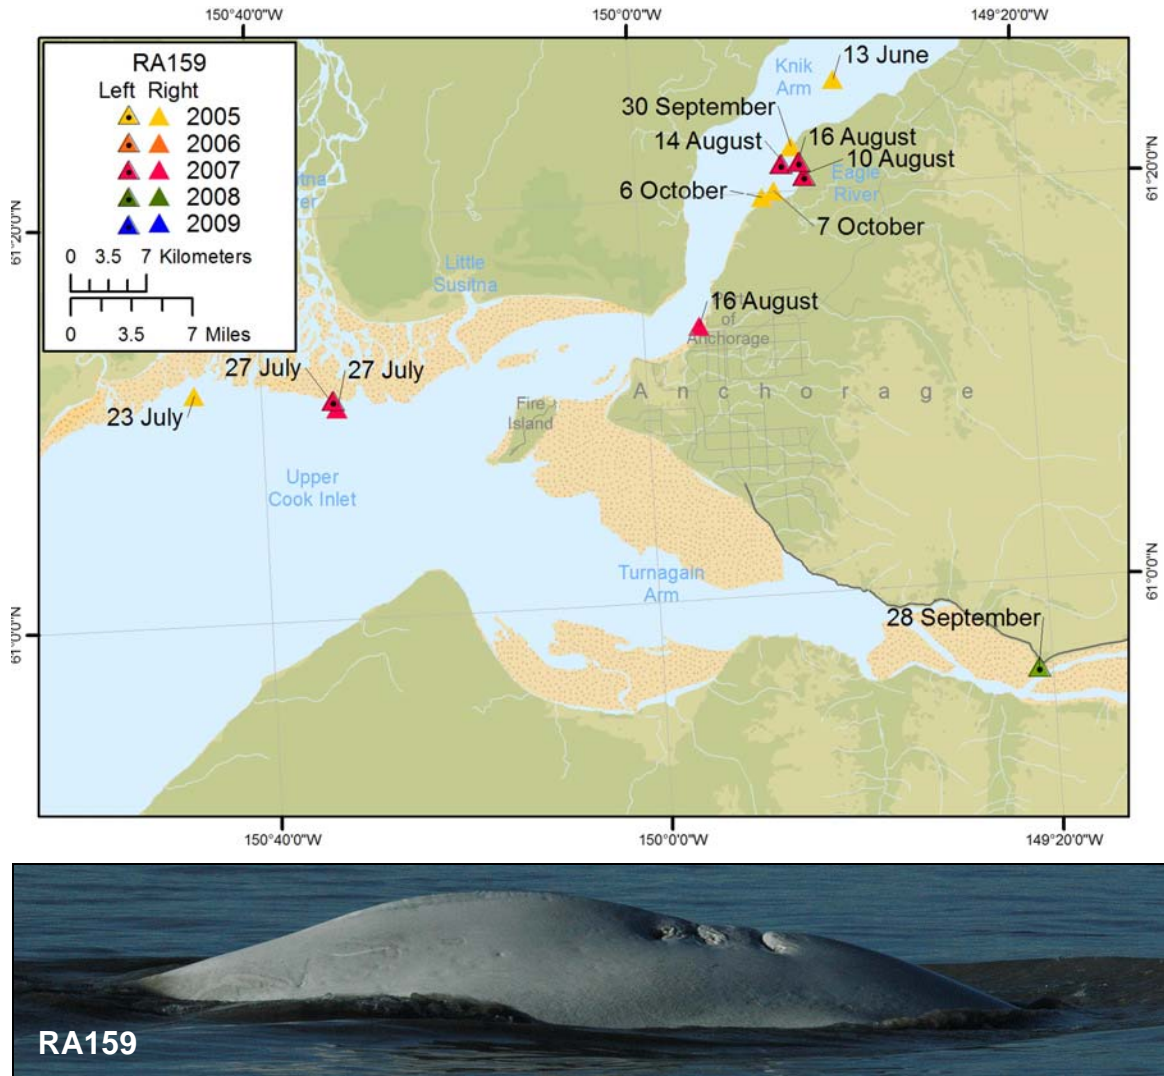 150°40'0"W 150°0'0"W 149°20'0"W
RA159
Left Right
2005
2006
2007
2008
2009
0 3.5 7 Kilometers
0 3.5 7 Miles
61°20'0"N
61°0'0"N
61°20'0"N
61°0'0"N
Knik
Arm
13 June
30 September
14 August
16 August
10 August
Eagle
River
6 October
7 October
Little
Susitna
16 August
of
Anchorage
27 July
27 July
23 July
Anchorage
Fire
Island
Upper
Cook Inlet
Turnagain
Arm
28 September
150°40'0"W 150°0'0"W 149°20'0"W
RA159